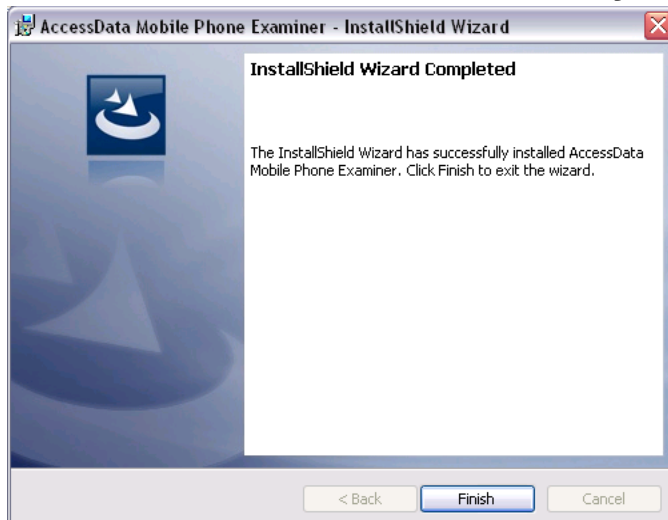 AccessData Mobile Phone Examiner - InstallShield Wizard
InstallShield Wizard Completed
The InstallShield Wizard has successfully installed AccessData
Mobile Phone Examiner. Click Finish to exit the wizard.
< Back
Finish
Cancel